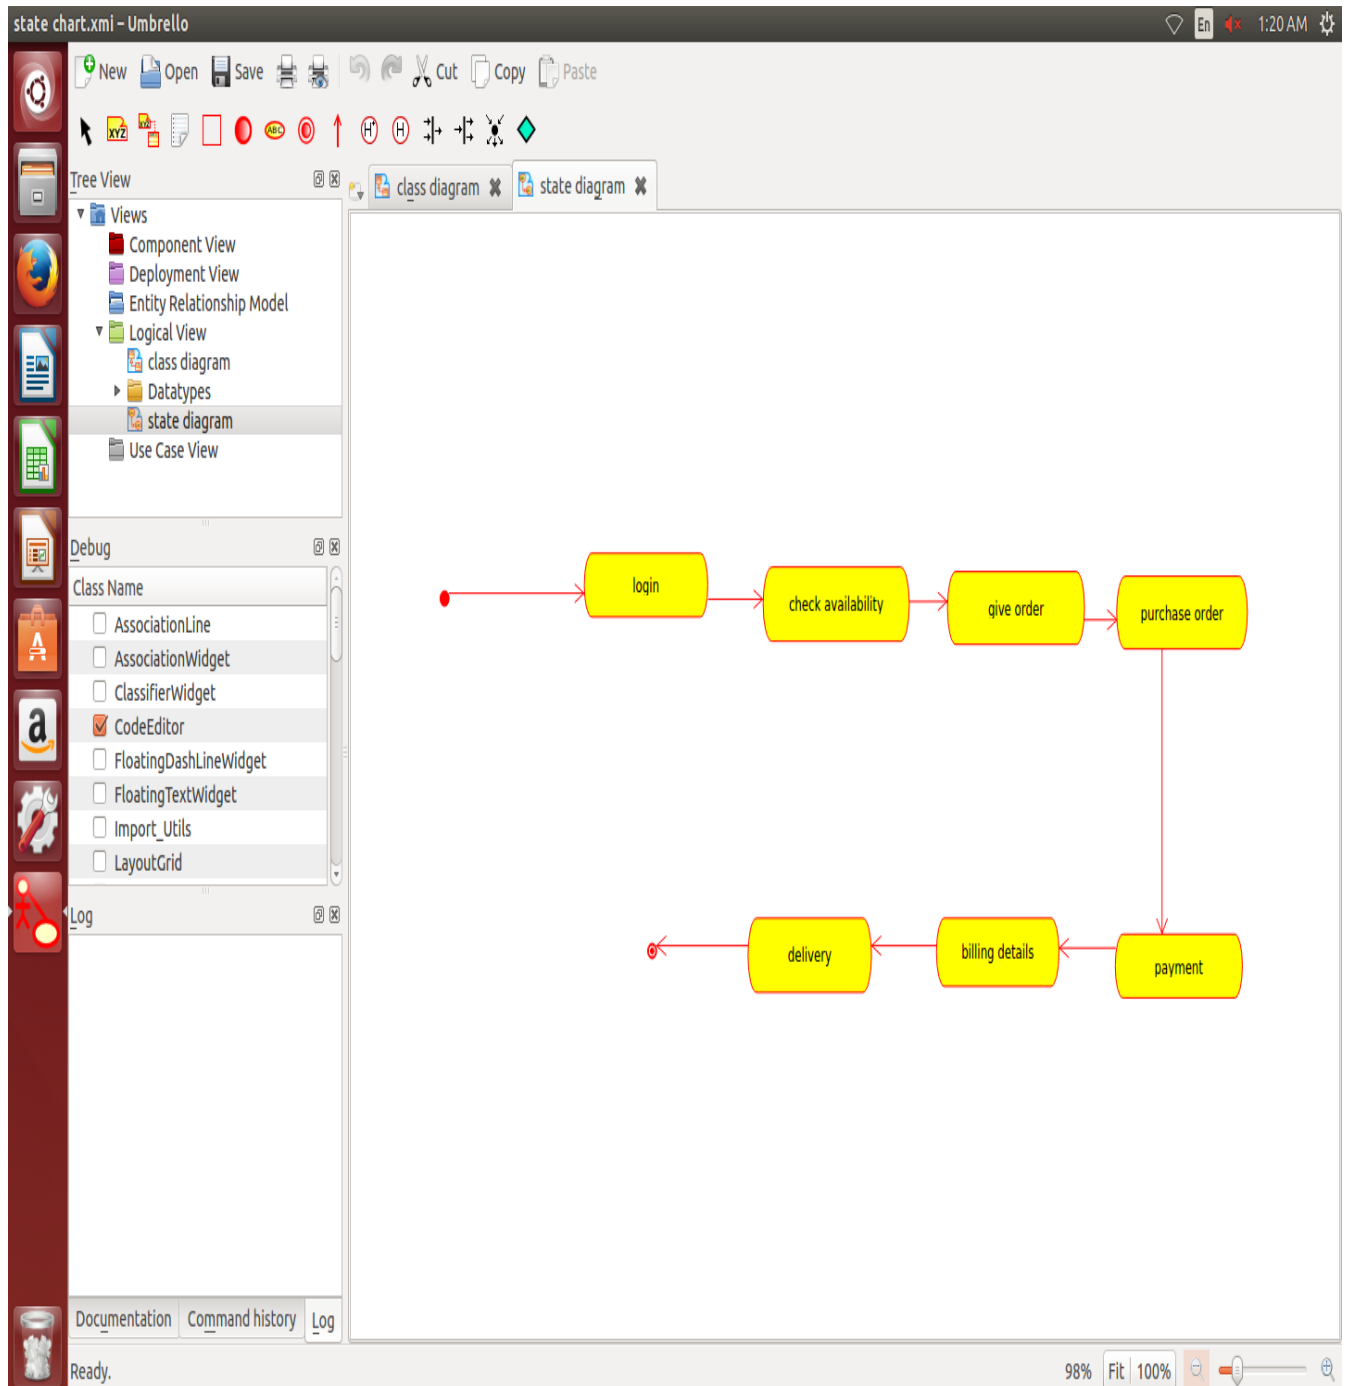 state chart.xmi – Umbrello
En
1:20 AM
New
Open
Save
Cut
Copy
Paste
XYZ
XYZ
ABC
H*
H
Tree View
class diagram
state diagram
Views
Component View
Deployment View
Entity Relationship Model
Logical View
class diagram
Datatypes
state diagram
Use Case View
Debug
Class Name
AssociationLine
AssociationWidget
ClassifierWidget
CodeEditor
FloatingDashLineWidget
FloatingTextWidget
Import_Utils
LayoutGrid
Log
login
check availability
give order
purchase order
delivery
billing details
payment
Documentation
Command history
Log
Ready.
98%
Fit
100%
A
a